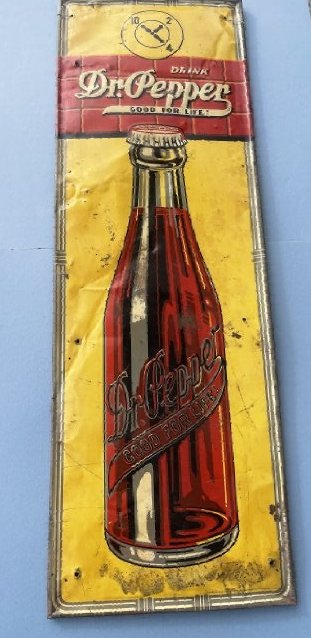 10 2
4
DRINK
Dr. Pepper
GOOD FOR LIFE!
Dr. Pepper
GOOD FOR LIFE